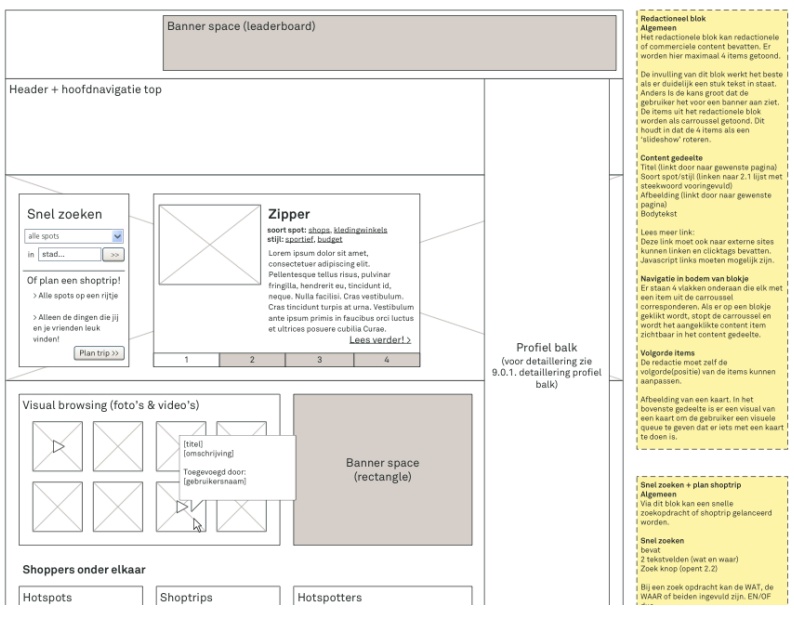 Banner space (leaderboard)
Header + hoofdnavigatie top
Snel zoeken
alle spots
in stad... >>
Of plan een shoptrip!
> Alle spots op een rijtje
> Alleen de dingen die jij
en je vrienden leuk
vinden!
Plan trip >>
Zipper
soort spot: shops, kledingwinkels
stijl: sportief, budget
Lorem ipsum dolor sit amet,
consectetuer adipiscing elit.
Pellentesque tellus risus, pulvinar
fringilla, hendrerit eu, tincidunt id,
neque. Nulla facilisi. Cras vestibulum.
Cras tincidunt turpis at urna. Vestibulum
ante ipsum primis in faucibus orci luctus
et ultrices posuere cubilia Curae.
Lees verder! >
1 2 3 4
Profiel balk
(voor detaillering zie
9.0.1. detaillering profiel
balk)
Visual browsing (foto's & video's)
[titel]
[omschrijving]
Toegevoegd door:
[gebruikersnaam]
Banner space
(rectangle)
Shoppers onder elkaar
Hotspots
Shoptrips
Hotspotters
Redactioneel blok
Algemeen
Het redactionele blok kan redactionele
of commerciele content bevatten. Er
worden hier maximaal 4 items getoond.
De invulling van dit blok werkt het beste
als er duidelijk een stuk tekst in staat.
Anders Is de kans groot dat de
gebruiker het voor een banner aan ziet.
De items uit het redactionele blok
worden als carroussel getoond. Dit
houdt in dat de 4 items als een
'slideshow' roteren.
Content gedeelte
Titel (linkt door naar gewenste pagina)
Soort spot/stijl (linken naar 2.1 lijst met
steekwoord vooringevuld)
Afbeelding (linkt door naar gewenste
pagina)
Bodytekst
Lees meer link:
Deze link moet ook naar externe sites
kunnen linken en clicktags bevatten.
Javascript links moeten mogelijk zijn.
Navigatie in bodem van blokje
Er staan 4 vlakken onderaan die elk met
een item uit de carroussel
corresponderen. Als er op een blokje
geklikt wordt, stopt de carroussel en
wordt het aangeklikte content item
zichtbaar in het content gedeelte.
Volgorde items
De redactie moet zelf de
volgorde(positie) van de items kunnen
aanpassen.
Afbeelding van een kaart. In het
bovenste gedeelte is er een visual van
een kaart om de gebruiker een visuele
queue te geven dat er iets met een kaart
te doen is.
Snel zoeken + plan shoptrip
Algemeen
Via dit blok kan een snelle
zoekopdracht of shoptrip gelanceerd
worden.
Snel zoeken
bevat
2 tekstvelden (wat en waar)
Zoek knop (opent 2.2)
Bij een zoek opdracht kan de WAT, de
WAAR of beiden ingevuld zijn. EN/OF